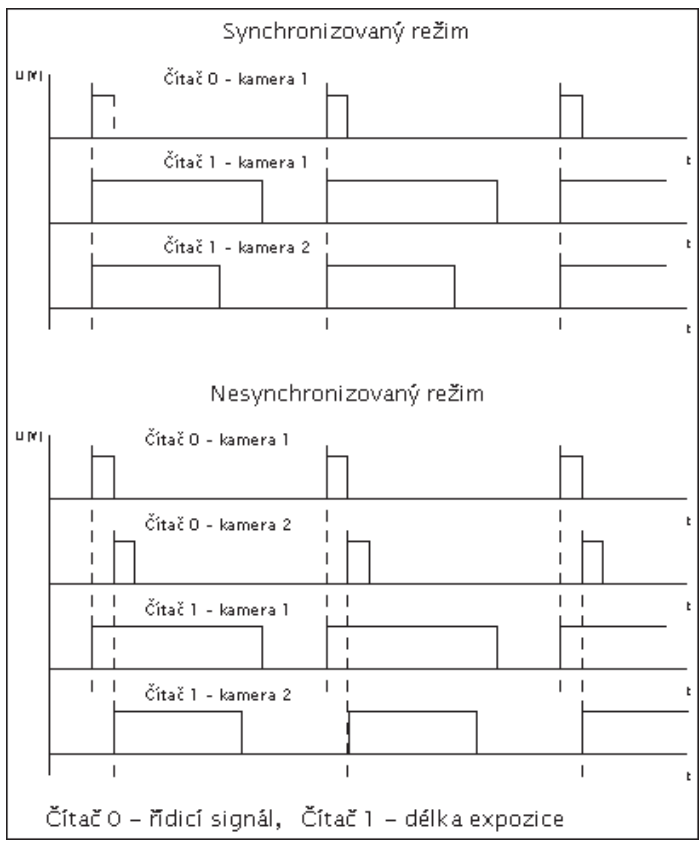 Synchronizovaný režim
U [V]
Čítač 0 - kamera 1
t
Čítač 1 - kamera 1
t
Čítač 1 - kamera 2
t
Nesynchronizovaný režim
U [V]
Čítač 0 - kamera 1
t
Čítač 0 - kamera 2
t
Čítač 1 - kamera 1
t
Čítač 1 - kamera 2
t
Čítač 0 – řídicí signál, Čítač 1 – délka expozice